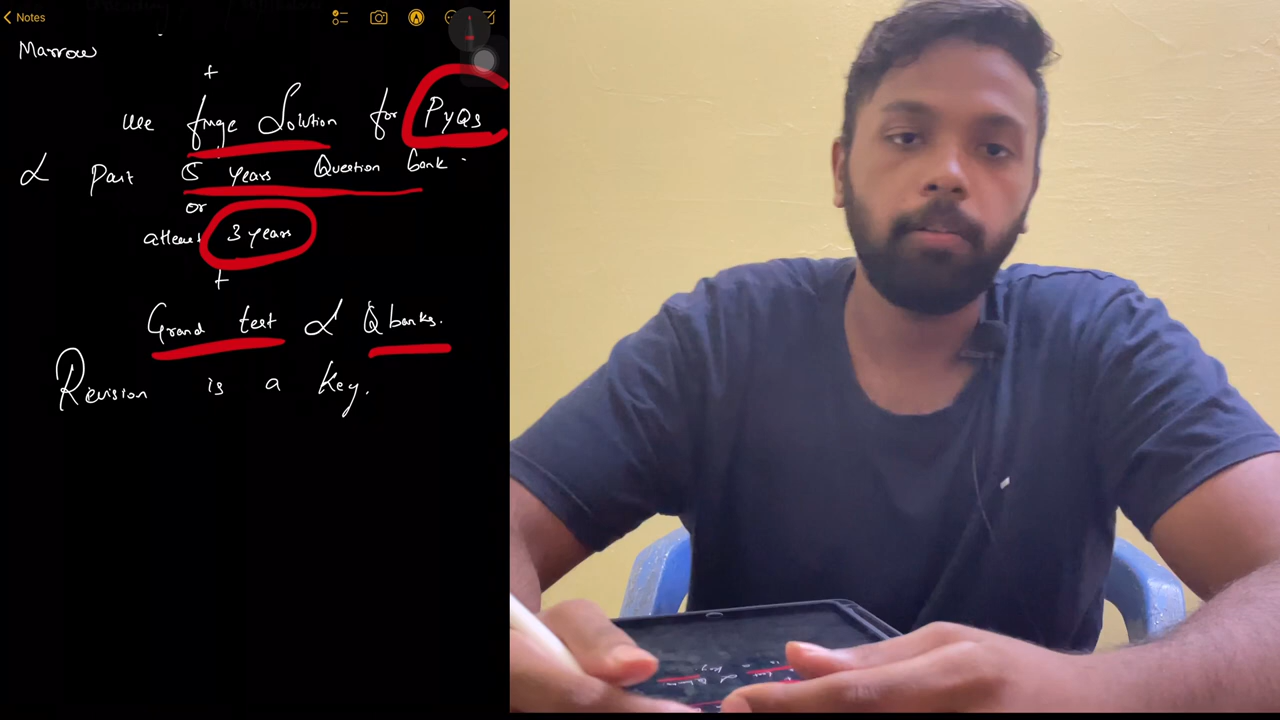 Notes
Marrow
+
Use fmge Solution for PYQs
& Past 5 years Question bank.
or
atleast 3 years
+
Grand test & Q banks.
Revision is a key.